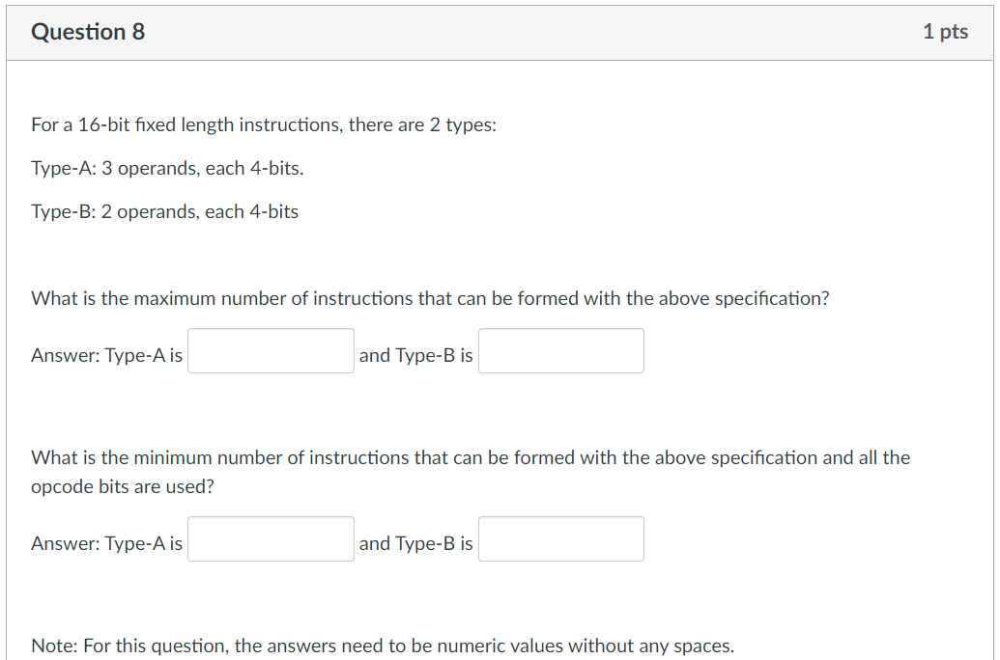 Question 8
1 pts
For a 16-bit fixed length instructions, there are 2 types:
Type-A: 3 operands, each 4-bits.
Type-B: 2 operands, each 4-bits
What is the maximum number of instructions that can be formed with the above specification?
Answer: Type-A is and Type-B is
What is the minimum number of instructions that can be formed with the above specification and all the
opcode bits are used?
Answer: Type-A is and Type-B is
Note: For this question, the answers need to be numeric values without any spaces.